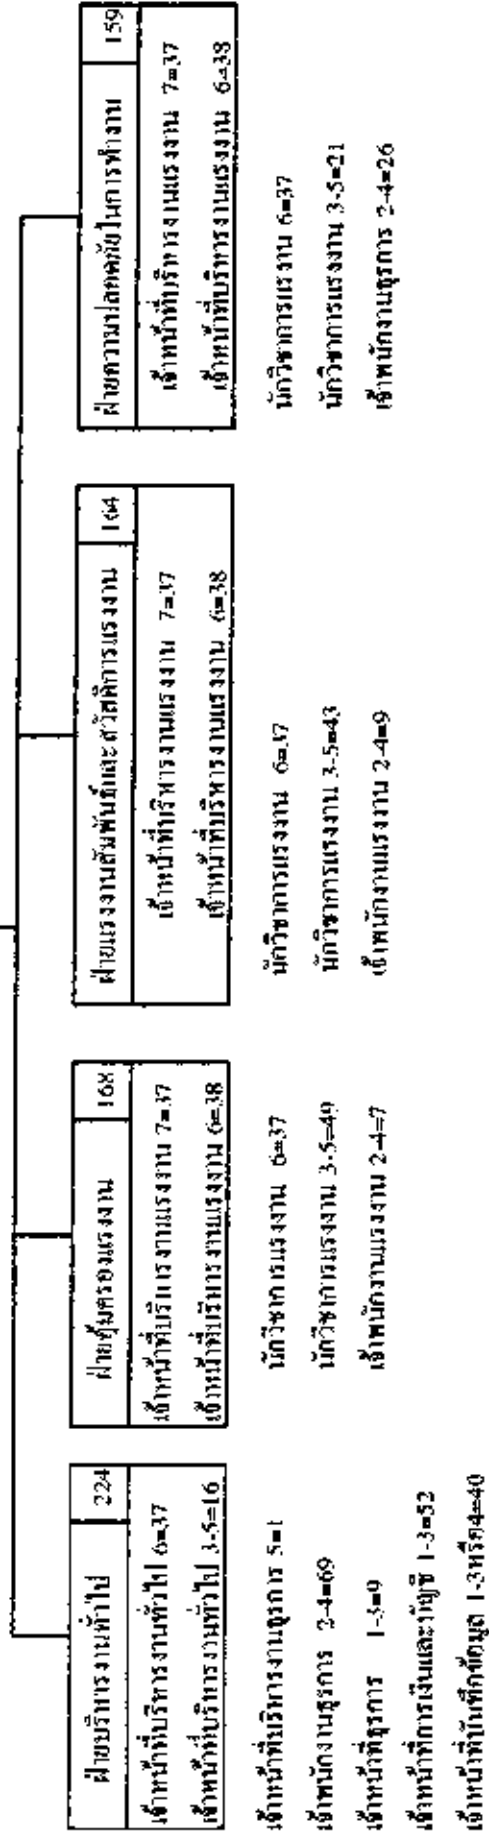 ฝ่ายบริหารงานทั่วไป 224
เจ้าหน้าที่บริหารงานทั่วไป 6=37
เจ้าหน้าที่บริหารงานทั่วไป 3-5=16
เจ้าหน้าที่บริหารงานธุรการ 5=1
เจ้าพนักงานธุรการ 2-4=69
เจ้าหน้าที่ธุรการ 1-3=9
เจ้าหน้าที่การเงินและบัญชี 1-3=52
เจ้าหน้าที่บันทึกข้อมูล 1-3หรือ4=40
ฝ่ายคุ้มครองแรงงาน 168
เจ้าหน้าที่บริหารงานแรงงาน 7=37
เจ้าหน้าที่บริหารงานแรงงาน 6=38
นักวิชาการแรงงาน 6=37
นักวิชาการแรงงาน 3-5=49
เจ้าพนักงานแรงงาน 2-4=7
ฝ่ายแรงงานสัมพันธ์และสวัสดิการแรงงาน 164
เจ้าหน้าที่บริหารงานแรงงาน 7=37
เจ้าหน้าที่บริหารงานแรงงาน 6=38
นักวิชาการแรงงาน 6=37
นักวิชาการแรงงาน 3-5=43
เจ้าพนักงานแรงงาน 2-4=9
ฝ่ายความปลอดภัยในการทำงาน 159
เจ้าหน้าที่บริหารงานแรงงาน 7=37
เจ้าหน้าที่บริหารงานแรงงาน 6=38
นักวิชาการแรงงาน 6=37
นักวิชาการแรงงาน 3-5=21
เจ้าพนักงานธุรการ 2-4=26